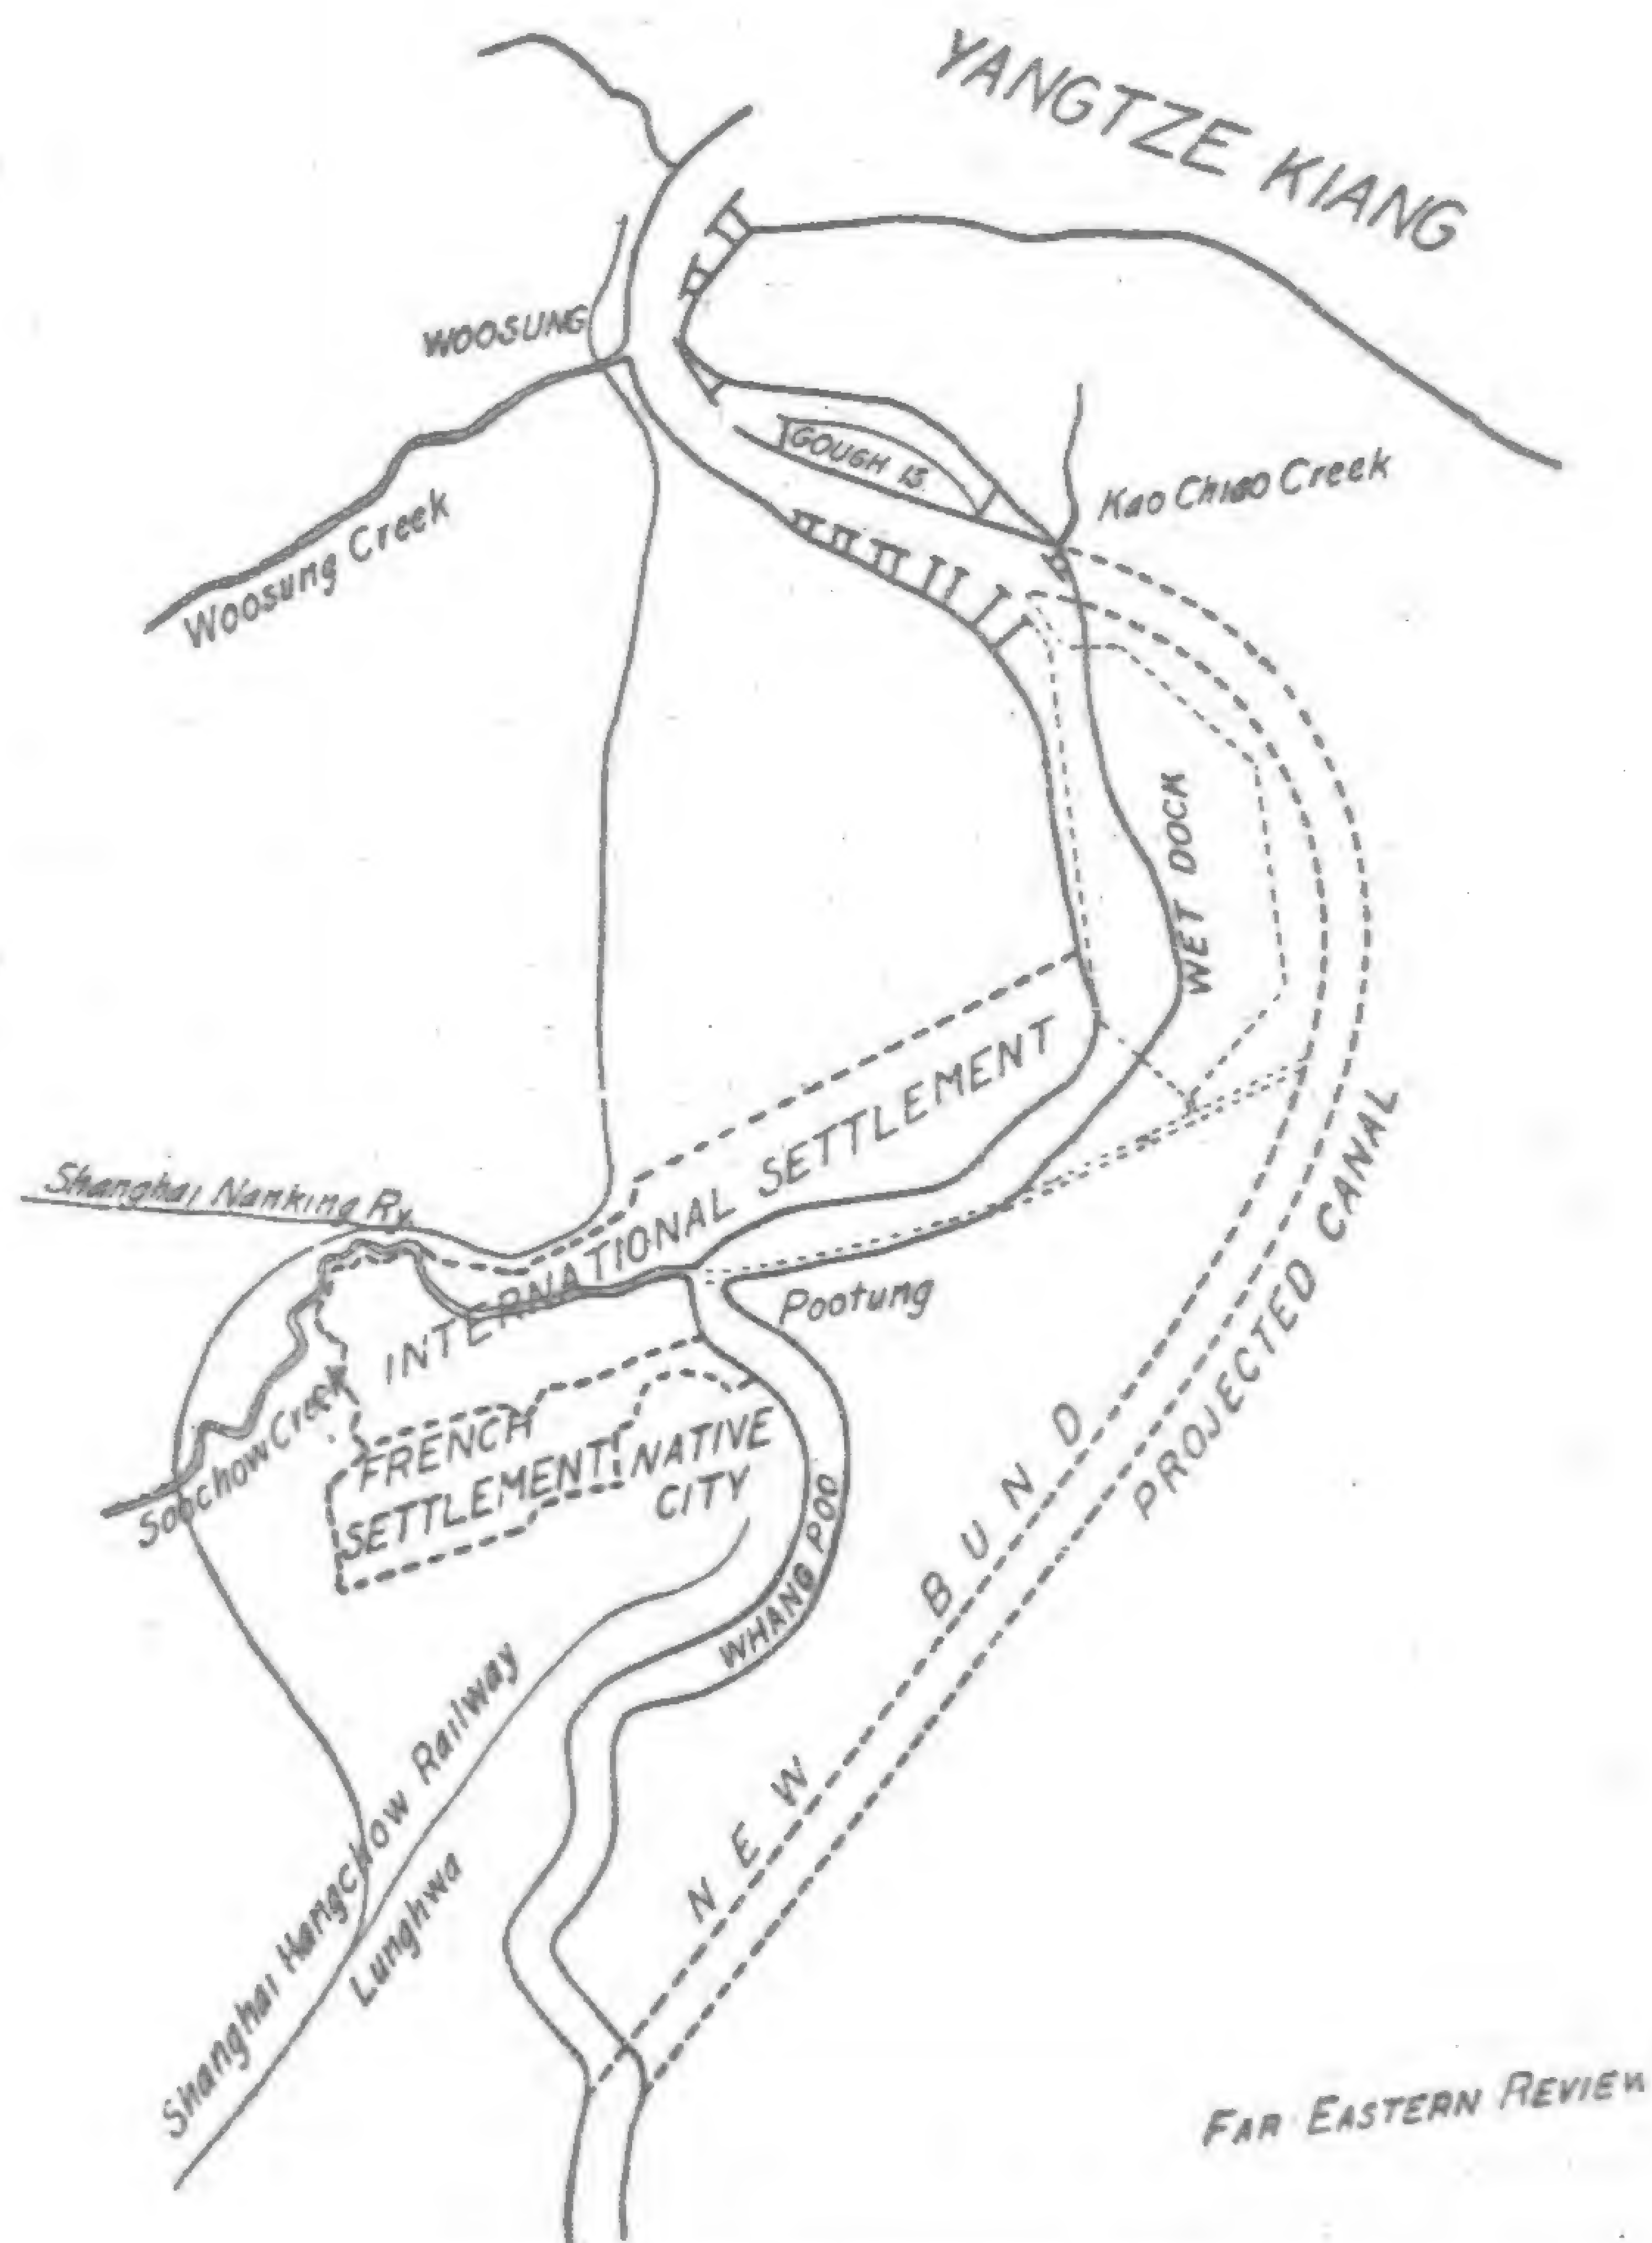 YANGTZE KIANG
WOOSUNG
GOUGH IS.
Kao Chiao Creek
Woosung Creek
WET DOCK
INTERNATIONAL SETTLEMENT
Shanghai Nanking Ry.
Pootung
PROJECTED CANAL
Soochow Creek
FRENCH
SETTLEMENT
NATIVE
CITY
WHANG POO
NEW BUND
Shanghai Hangchow Railway
Lunghwa
FAR EASTERN REVIEW